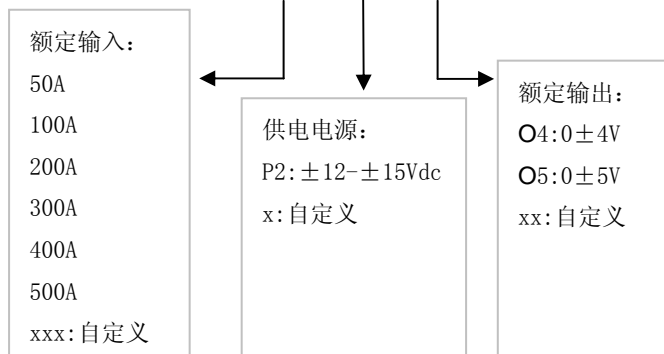 额定输入：
50A
100A
200A
300A
400A
500A
xxx:自定义
供电电源：
P2:±12-±15Vdc
x:自定义
额定输出：
O4:0±4V
O5:0±5V
xx:自定义